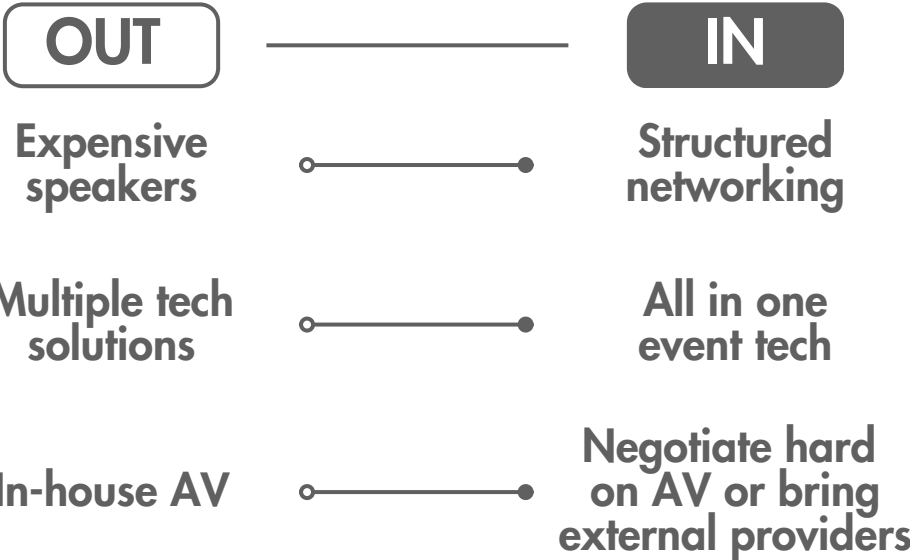 OUT
IN
Expensive
speakers
Structured
networking
Multiple tech
solutions
All in one
event tech
In-house AV
Negotiate hard
on AV or bring
external providers